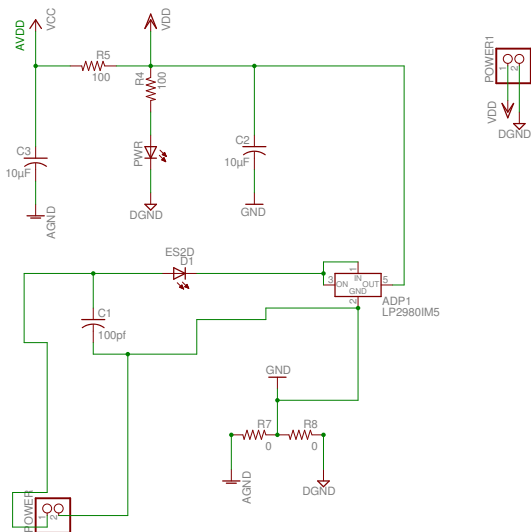 AVDD
VCC
VDD
R5
100
R4
100
PWR
DGND
C3
10µF
AGND
C2
10µF
GND
POWER1
1
2
VDD
DGND
ES2D
D1
C1
100pf
1
IN
3
ON
OUT
5
GND
2
ADP1
LP2980IM5
GND
R7
0
R8
0
AGND
DGND
POWER
1
2